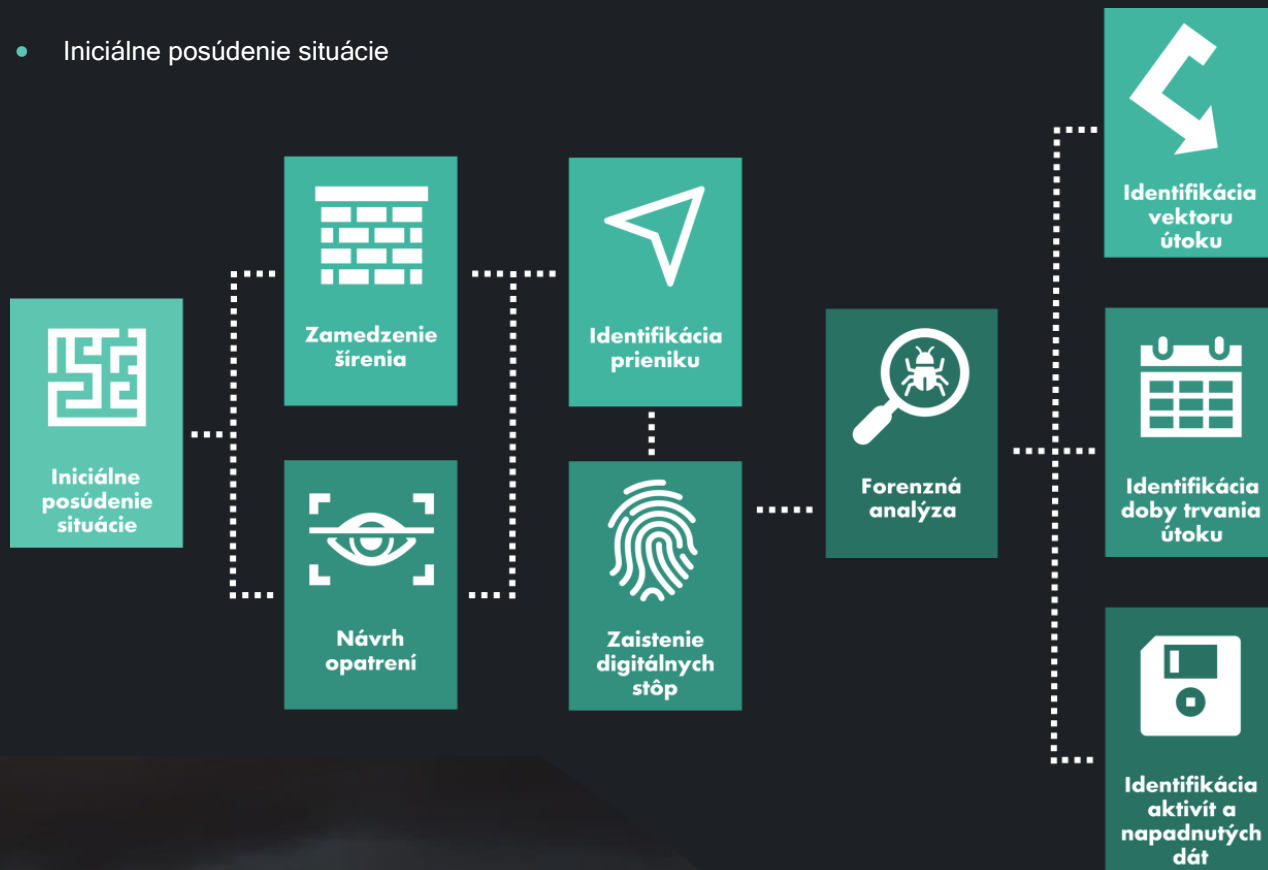 Iniciálne posúdenie situácie
Iniciálne
posúdenie
situácie
Zamedzenie
šírenia
Návrh
opatrení
Identifikácia
prieniku
Zaistenie
digitálnych
stôp
Forenzná
analýza
Identifikácia
vektoru
útoku
Identifikácia
doby trvania
útoku
Identifikácia
aktivít a
napadnutých
dát